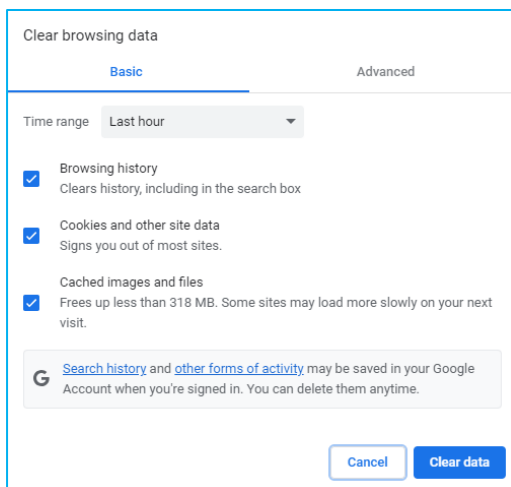 Clear browsing data
Basic
Advanced
Time range
Last hour
Browsing history
Clears history, including in the search box
Cookies and other site data
Signs you out of most sites.
Cached images and files
Frees up less than 318 MB. Some sites may load more slowly on your next
visit.
G
Search history and other forms of activity may be saved in your Google
Account when you're signed in. You can delete them anytime.
Cancel
Clear data